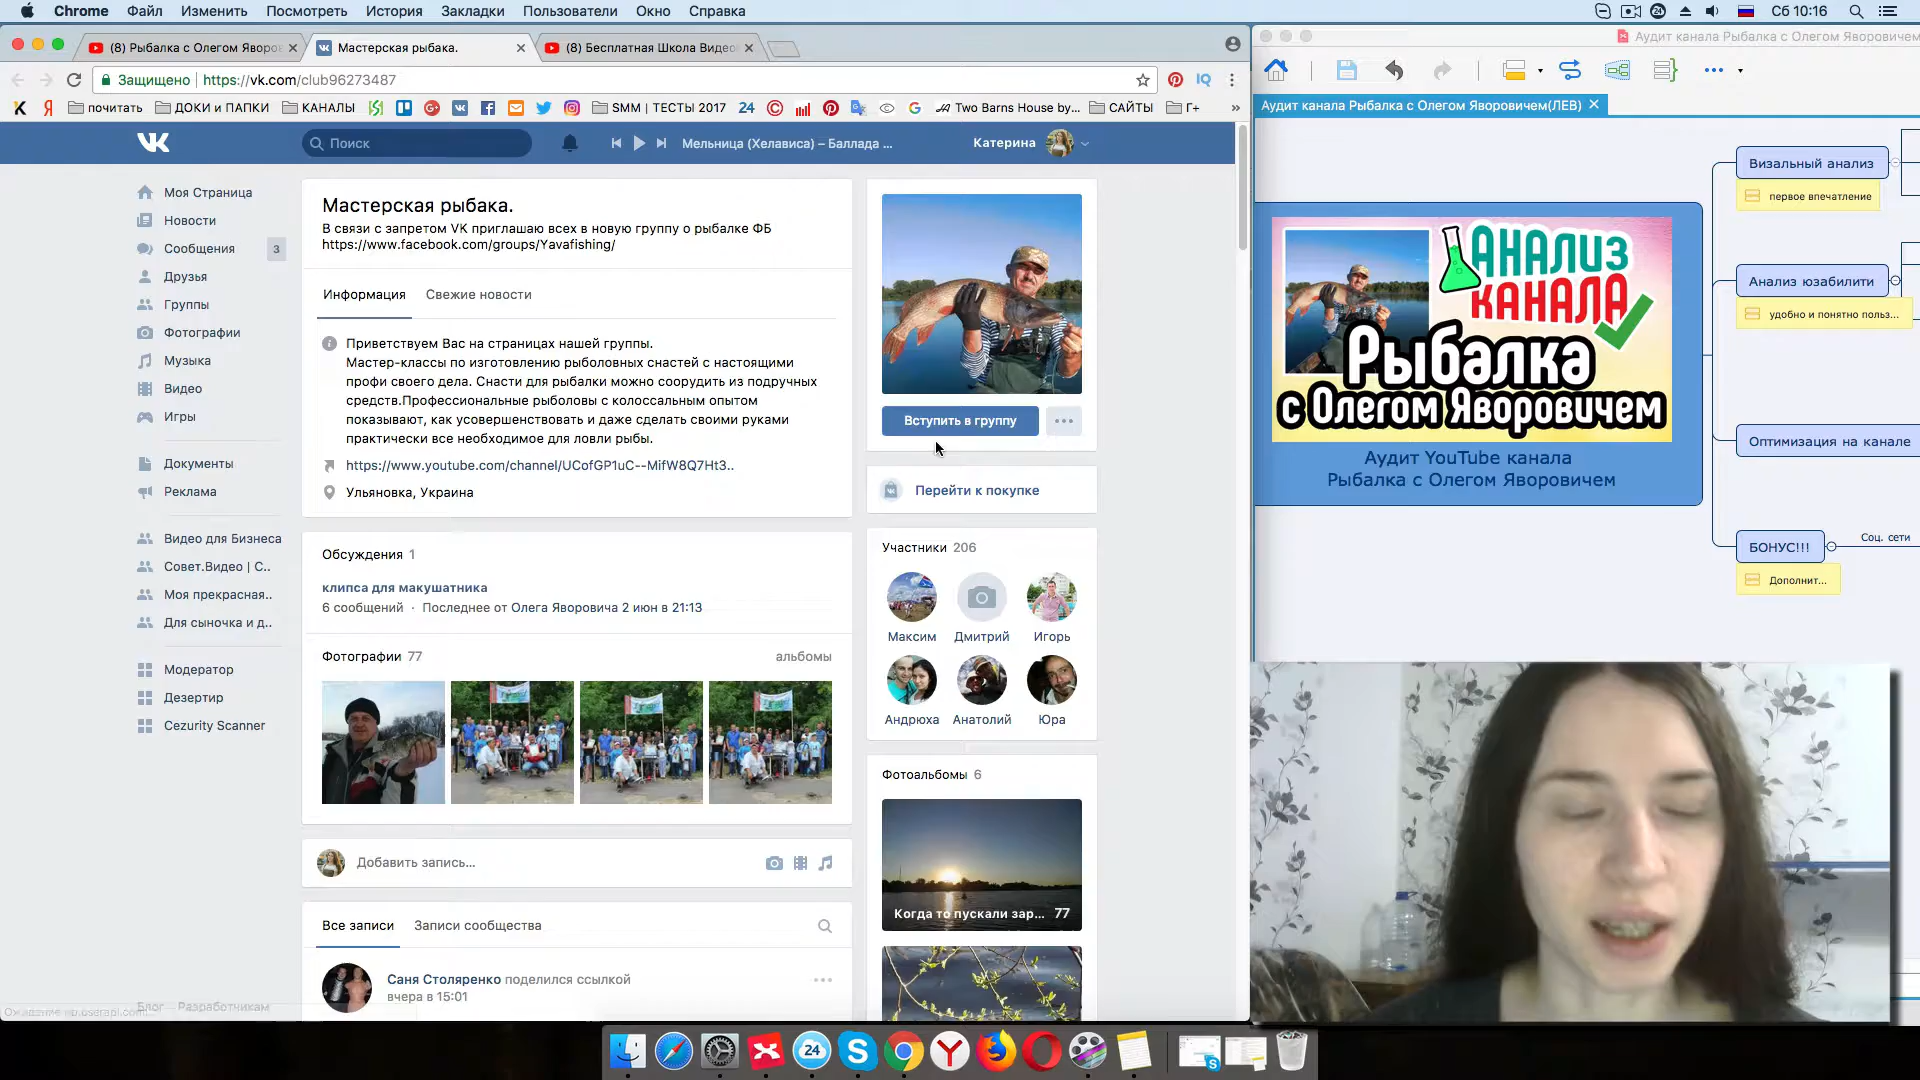 Chrome Файл Изменить Просмотреть История Закладки Пользователи Окно Справка
24
Сб 10:16
(8) Рыбалка с Олегом Яворов
Мастерская рыбака.
(8) Бесплатная Школа Видео
Защищено https://vk.com/club96273487
почитать ДОКИ и ПАПКИ КАНАЛЫ SMM | ТЕСТЫ 2017 24 Two Barns House by... САЙТЫ Г+
Поиск
Мельница (Хелависа) – Баллада ...
Катерина
Моя Страница
Новости
Сообщения 3
Друзья
Группы
Фотографии
Музыка
Видео
Игры
Документы
Реклама
Видео для Бизнеса
Совет.Видео | С..
Моя прекрасная..
Для сыночка и д..
Модератор
Дезертир
Cezurity Scanner
Блог Разработчикам
Мастерская рыбака.
В связи с запретом VK приглашаю всех в новую группу о рыбалке ФБ
https://www.facebook.com/groups/Yavafishing/
Информация Свежие новости
Приветствуем Вас на страницах нашей группы.
Мастер-классы по изготовлению рыболовных снастей с настоящими
профи своего дела. Снасти для рыбалки можно соорудить из подручных
средств.Профессиональные рыболовы с колоссальным опытом
показывают, как усовершенствовать и даже сделать своими руками
практически все необходимое для ловли рыбы.
https://www.youtube.com/channel/UCofGP1uC--MifW8Q7Ht3..
Ульяновка, Украина
Обсуждения 1
клипса для макушатника
6 сообщений · Последнее от Олега Яворовича 2 июн в 21:13
Фотографии 77 альбомы
Добавить запись...
Все записи Записи сообщества
Саня Столяренко поделился ссылкой
вчера в 15:01
Вступить в группу
Перейти к покупке
Участники 206
Максим Дмитрий Игорь
Андрюха Анатолий Юра
Фотоальбомы 6
Когда то пускали зар... 77
Аудит канала Рыбалка с Олегом Яворовичем
Аудит канала Рыбалка с Олегом Яворовичем(ЛЕВ)
АНАЛИЗ
КАНАЛА
Рыбалка
с Олегом Яворовичем
Аудит YouTube канала
Рыбалка с Олегом Яворовичем
Визальный анализ
первое впечатление
Анализ юзабилити
удобно и понятно польз...
Оптимизация на канале
БОНУС!!!
Соц. сети
Дополнит...
24